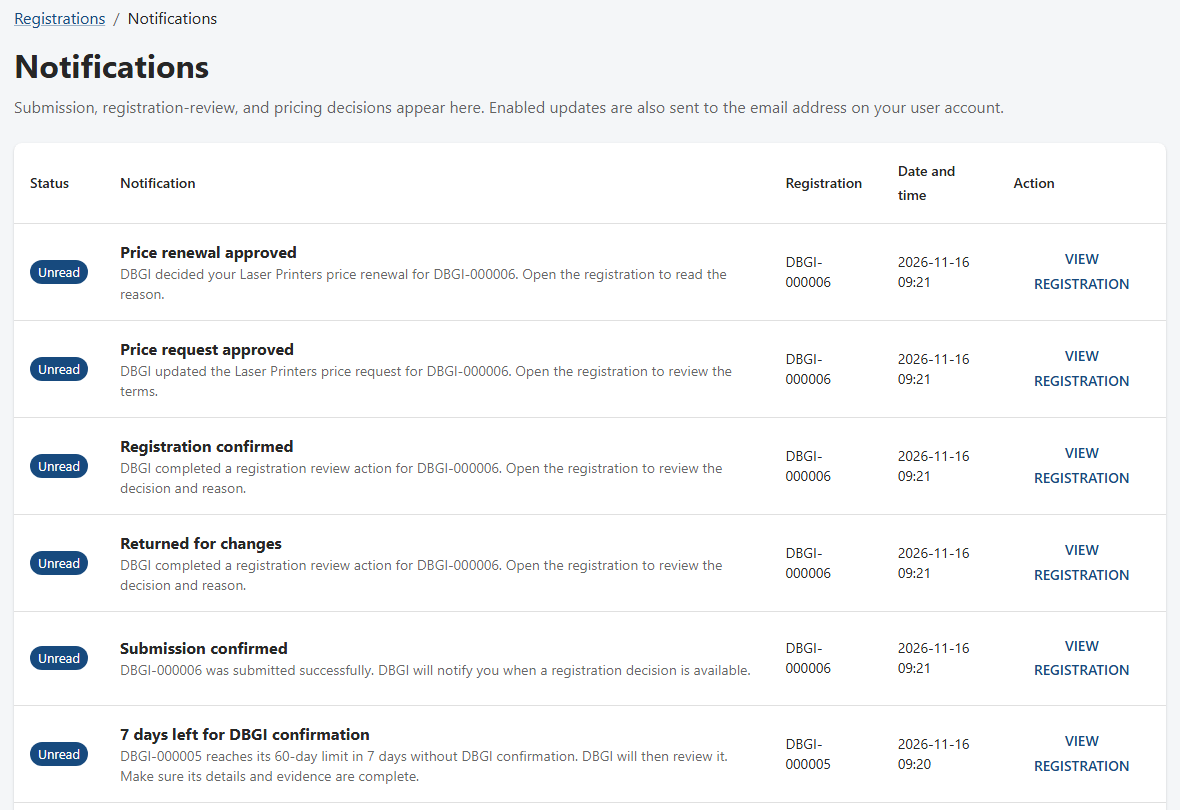 Registrations / Notifications
Notifications
Submission, registration-review, and pricing decisions appear here. Enabled updates are also sent to the email address on your user account.
Status Notification Registration Date and time Action
Unread
Price renewal approved
DBGI decided your Laser Printers price renewal for DBGI-000006. Open the registration to read the
reason.
DBGI-
000006
2026-11-16
09:21
VIEW
REGISTRATION
Unread
Price request approved
DBGI updated the Laser Printers price request for DBGI-000006. Open the registration to review the
terms.
DBGI-
000006
2026-11-16
09:21
VIEW
REGISTRATION
Unread
Registration confirmed
DBGI completed a registration review action for DBGI-000006. Open the registration to review the
decision and reason.
DBGI-
000006
2026-11-16
09:21
VIEW
REGISTRATION
Unread
Returned for changes
DBGI completed a registration review action for DBGI-000006. Open the registration to review the
decision and reason.
DBGI-
000006
2026-11-16
09:21
VIEW
REGISTRATION
Unread
Submission confirmed
DBGI-000006 was submitted successfully. DBGI will notify you when a registration decision is available.
DBGI-
000006
2026-11-16
09:21
VIEW
REGISTRATION
Unread
7 days left for DBGI confirmation
DBGI-000005 reaches its 60-day limit in 7 days without DBGI confirmation. DBGI will then review it.
Make sure its details and evidence are complete.
DBGI-
000005
2026-11-16
09:20
VIEW
REGISTRATION